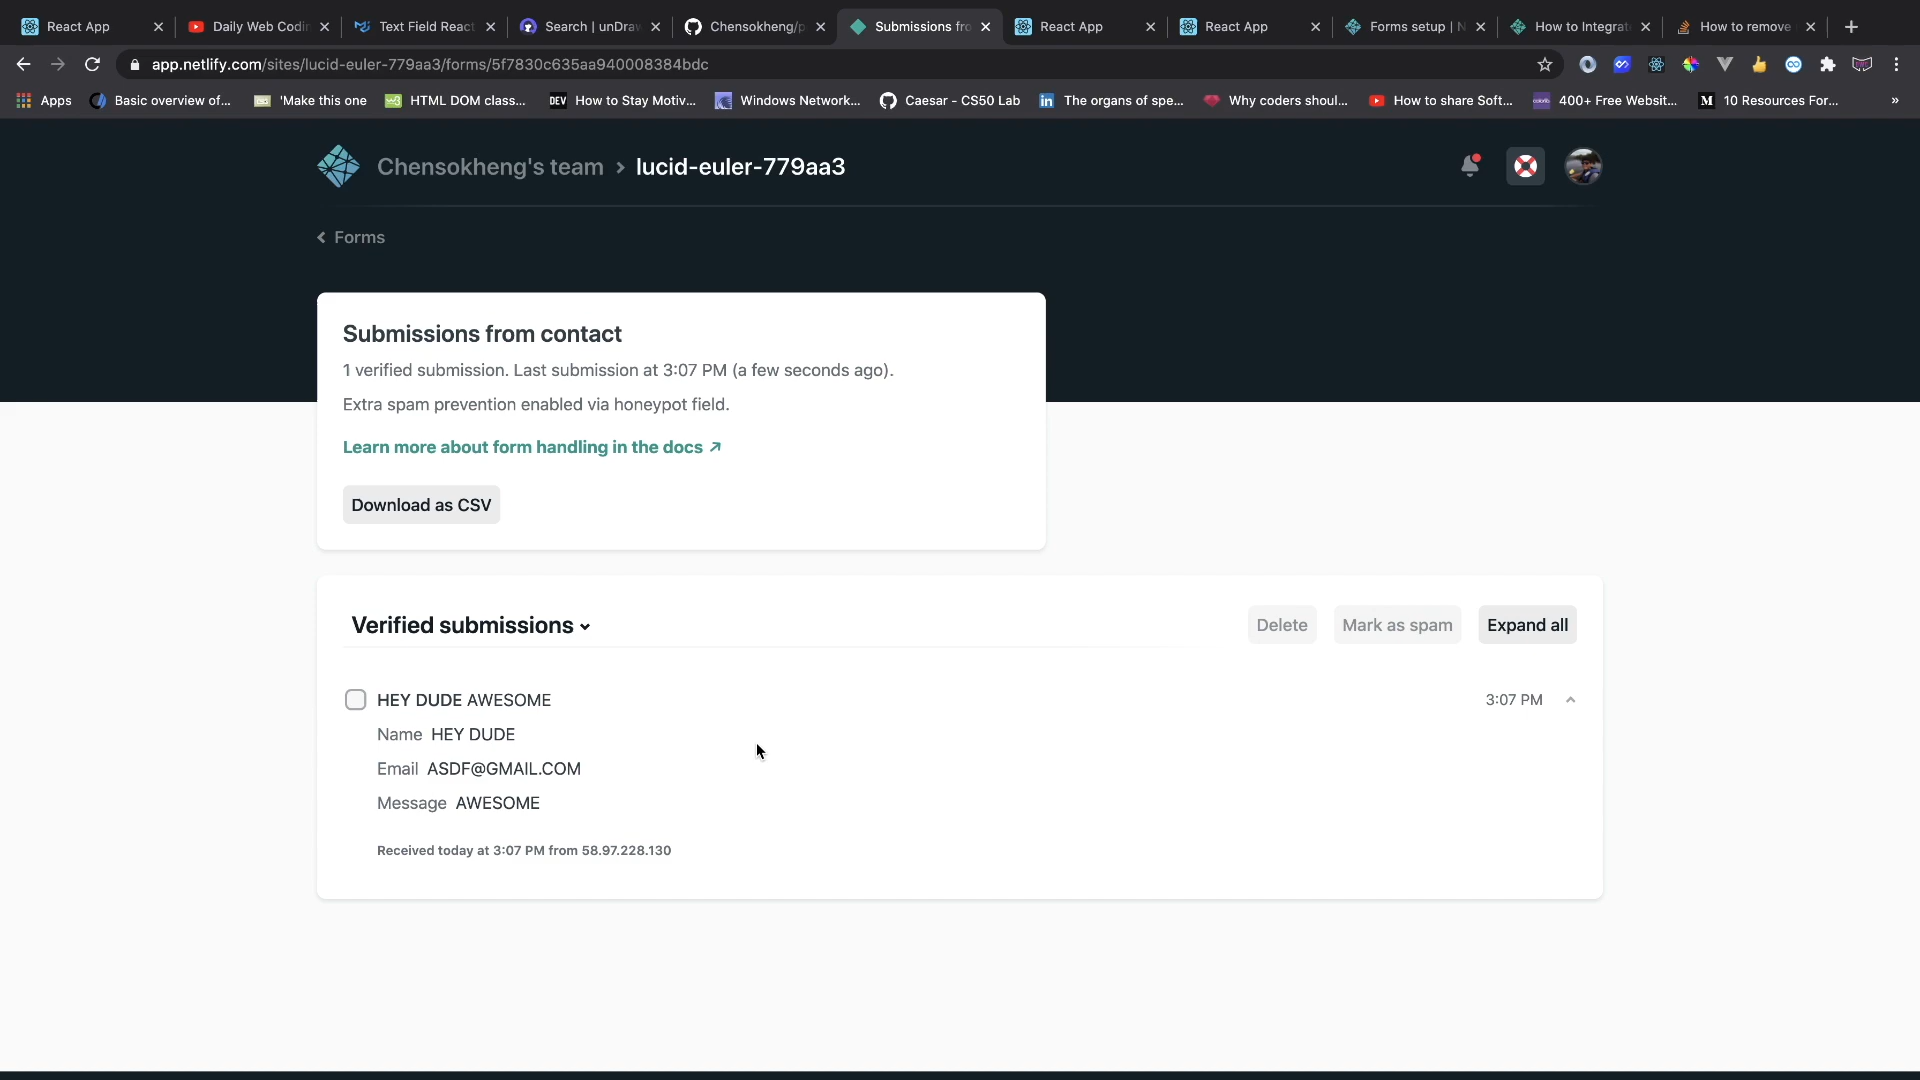 React App
Daily Web Codin
Text Field React
Search | unDraw
Chensokheng/p
Submissions fro
React App
React App
Forms setup | N
How to Integrat
How to remove
app.netlify.com/sites/lucid-euler-779aa3/forms/5f7830c635aa940008384bdc
Apps
Basic overview of...
'Make this one
HTML DOM class...
DEV How to Stay Motiv...
Windows Network...
Caesar - CS50 Lab
in The organs of spe...
Why coders shoul...
How to share Soft...
400+ Free Websit...
M 10 Resources For...
»
Chensokheng's team > lucid-euler-779aa3
Forms
Submissions from contact
1 verified submission. Last submission at 3:07 PM (a few seconds ago).
Extra spam prevention enabled via honeypot field.
Learn more about form handling in the docs ↗
Download as CSV
Verified submissions
Delete
Mark as spam
Expand all
HEY DUDE AWESOME
3:07 PM
Name HEY DUDE
Email ASDF@GMAIL.COM
Message AWESOME
Received today at 3:07 PM from 58.97.228.130